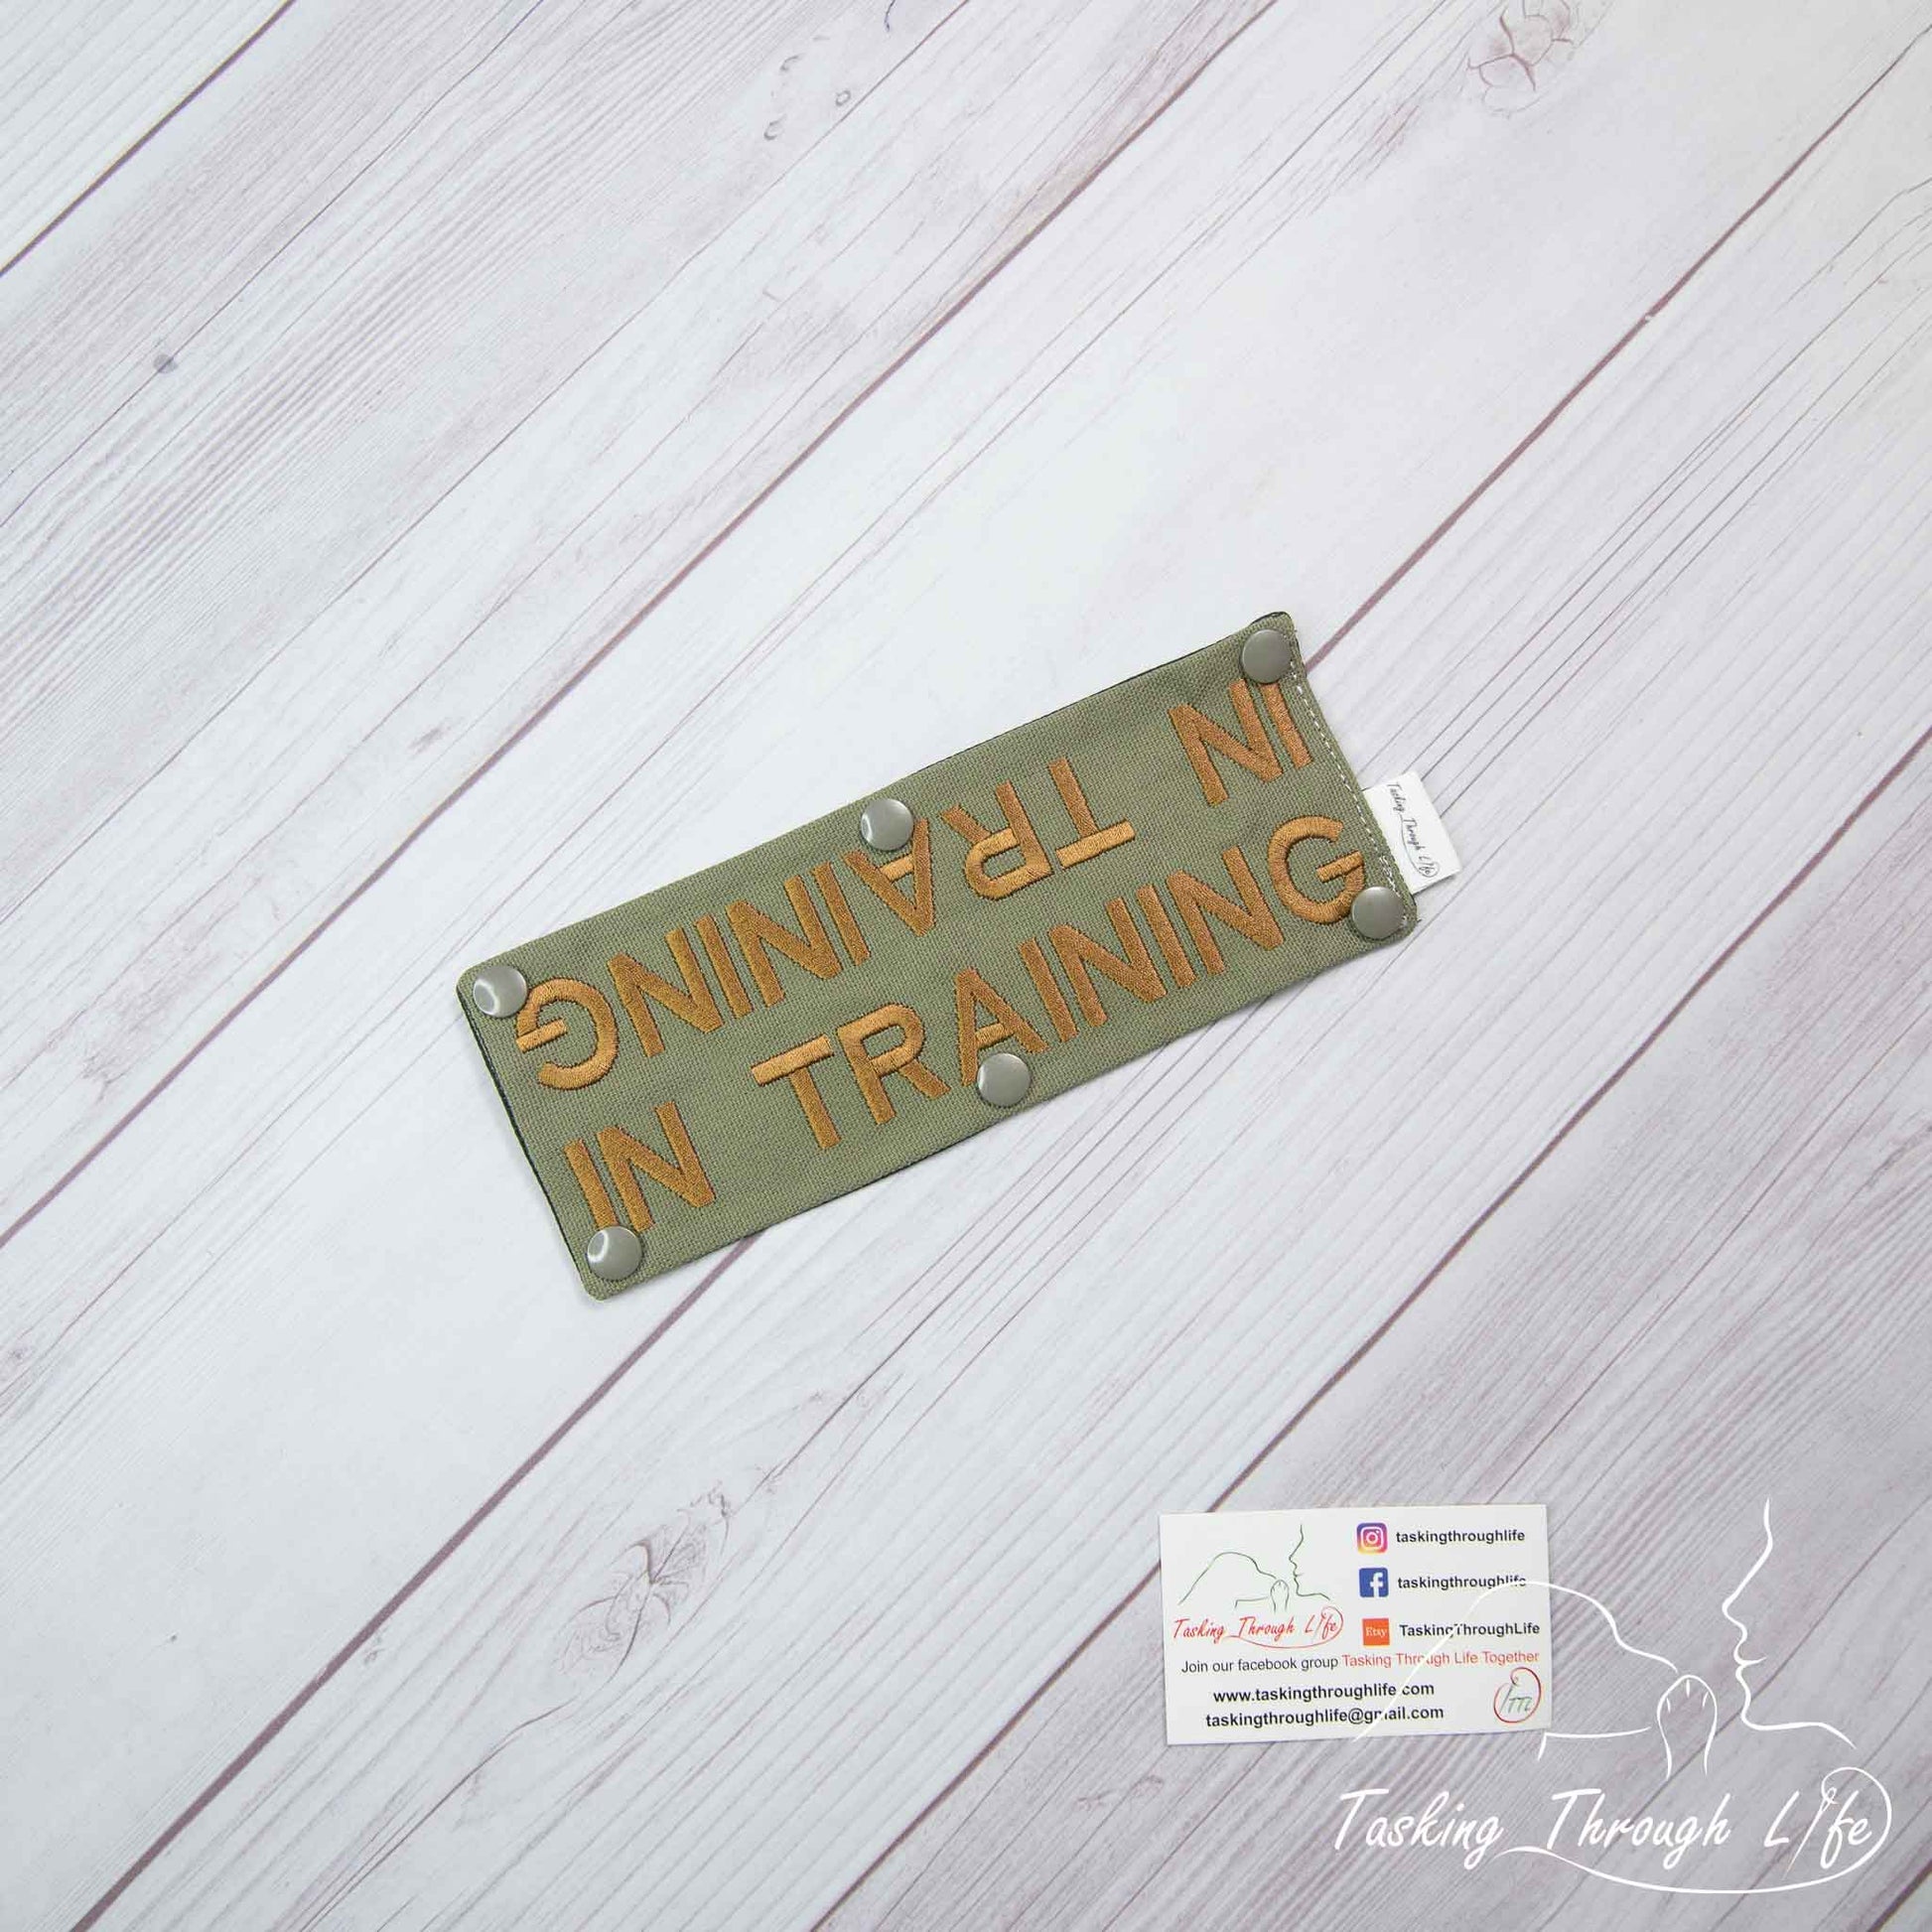 IN TRAINING
IN TRAINING
Tasking Through Life
taskingthroughlife
taskingthroughlife
Etsy TaskingThroughLife
Tasking Through Life
Join our facebook group Tasking Through Life Together
www.taskingthroughlife.com
taskingthroughlife@gmail.com
TTL
Tasking Through Life